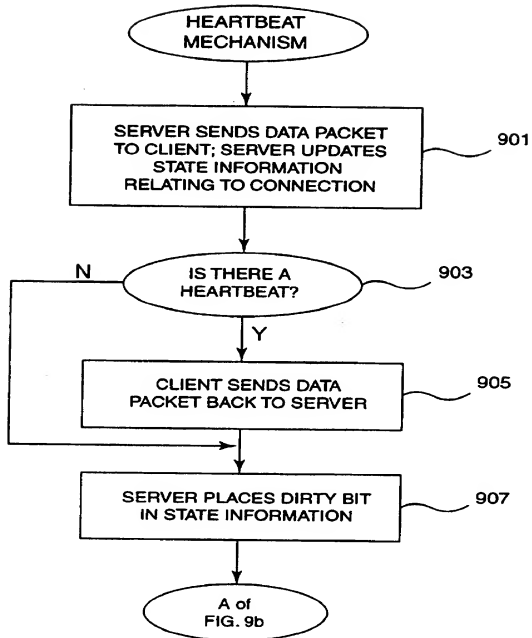 HEARTBEAT
MECHANISM
SERVER SENDS DATA PACKET
TO CLIENT; SERVER UPDATES
STATE INFORMATION
RELATING TO CONNECTION
901
IS THERE A
HEARTBEAT?
903
N
Y
CLIENT SENDS DATA
PACKET BACK TO SERVER
905
SERVER PLACES DIRTY BIT
IN STATE INFORMATION
907
A of
FIG. 9b